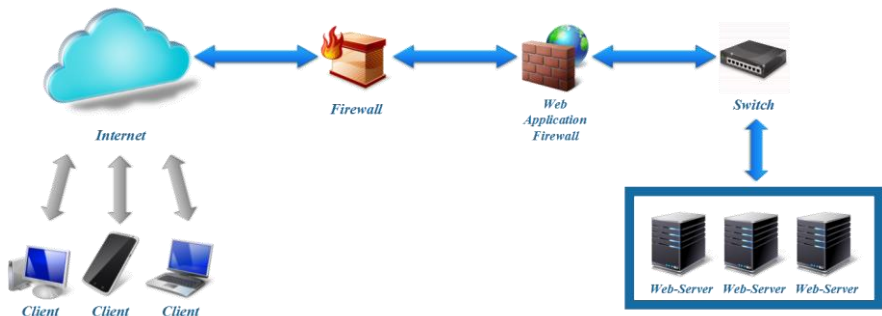 Internet
Firewall
Web
Application
Firewall
Switch
Client
Client
Client
Web-Server
Web-Server
Web-Server